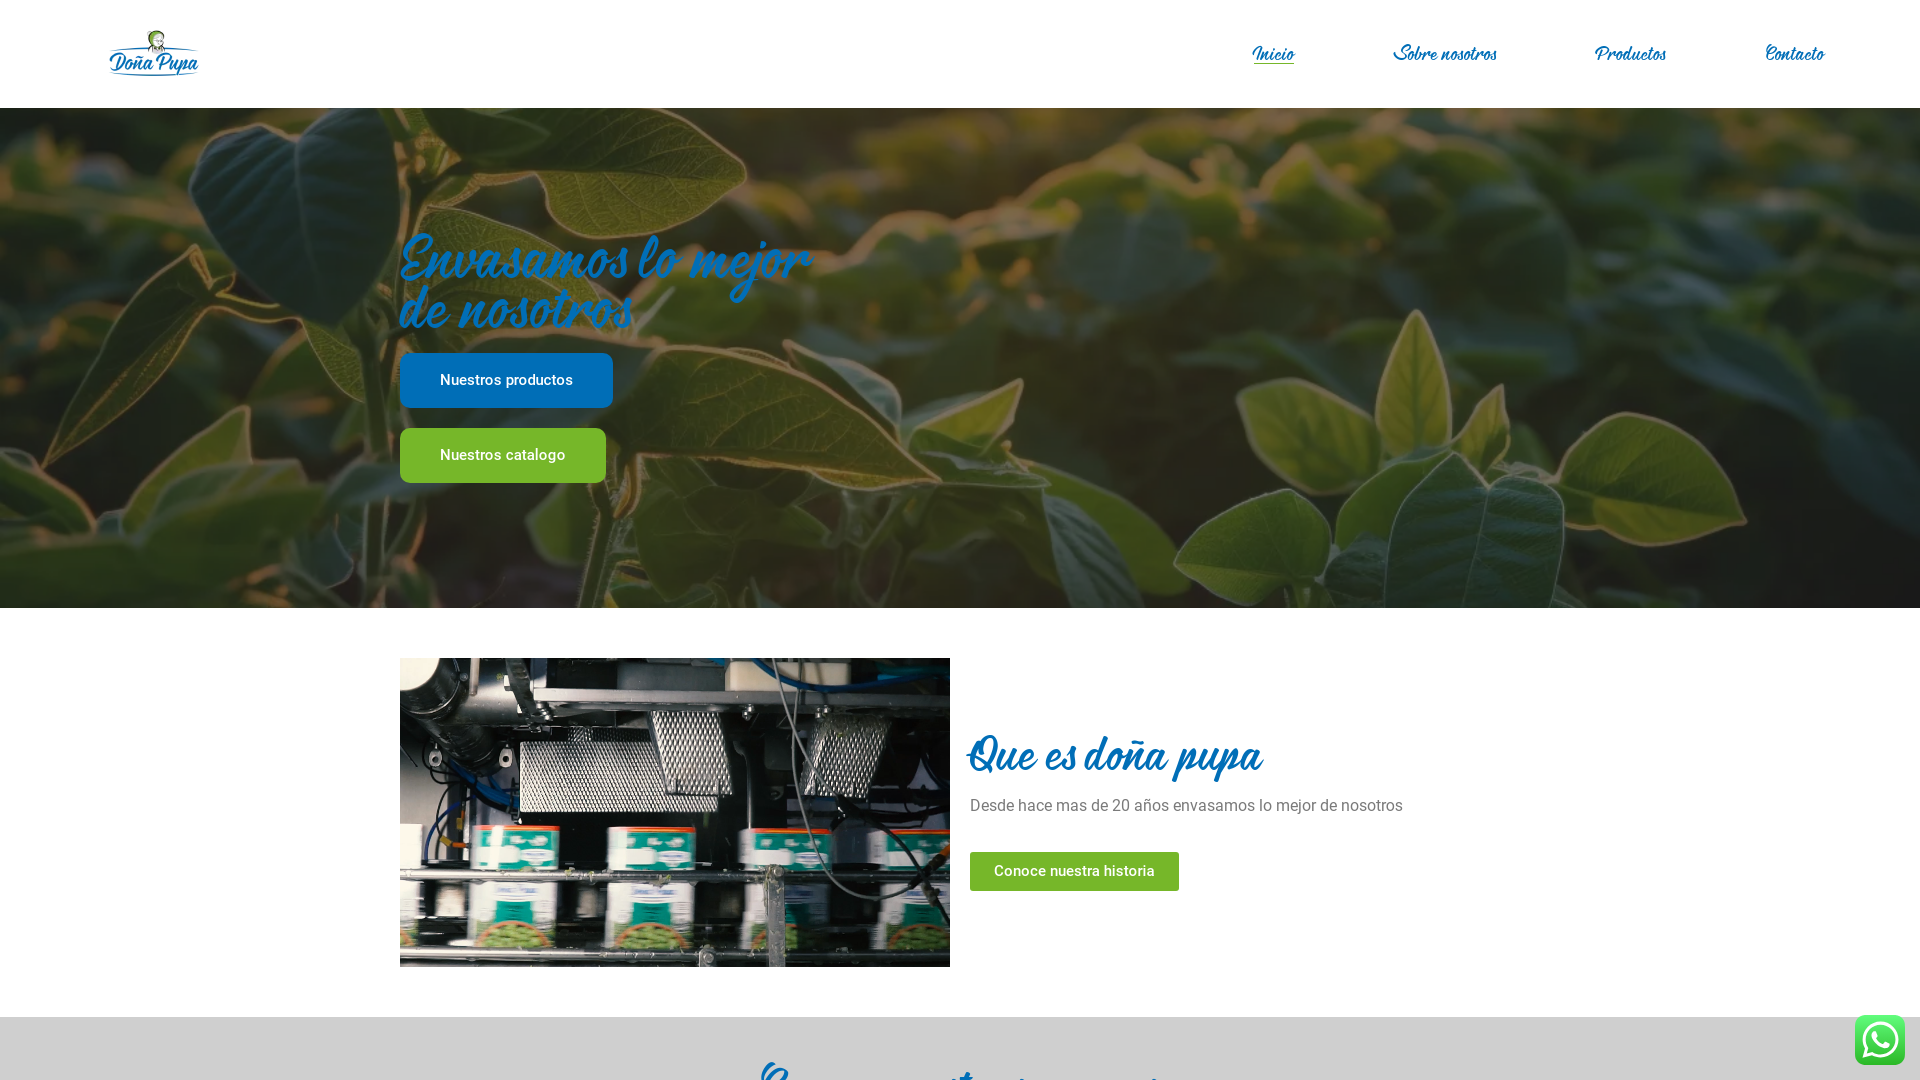 Doña Pupa
Inicio
Sobre nosotros
Productos
Contacto
Envasamos lo mejor
de nosotros
Nuestros productos
Nuestros catalogo
Que es doña pupa
Desde hace mas de 20 años envasamos lo mejor de nosotros
Conoce nuestra historia